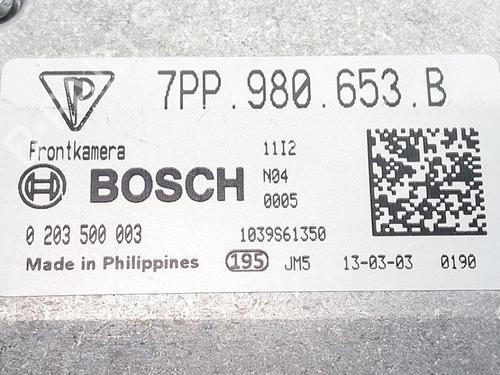 P
7PP.980.653.B
Frontkamera
11I2
BOSCH
N04
0005
0 203 500 003
1039S61350
Made in Philippines
195
JM5
13-03-03
0190